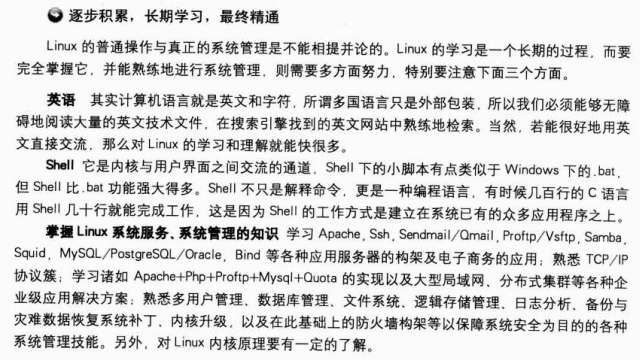 逐步积累，长期学习，最终精通
Linux 的普通操作与真正的系统管理是不能相提并论的。Linux 的学习是一个长期的过程，而要
完全掌握它，并能熟练地进行系统管理，则需要多方面努力，特别要注意下面三个方面。
英语 其实计算机语言就是英文和字符，所谓多国语言只是外部包装，所以我们必须能够无障
碍地阅读大量的英文技术文件，在搜索引擎找到的英文网站中熟练地检索。当然，若能很好地用英
文直接交流，那么对 Linux 的学习和理解就能快很多。
Shell 它是内核与用户界面之间交流的通道，Shell 下的小脚本有点类似于 Windows 下的 .bat，
但 Shell 比 .bat 功能强大得多。Shell 不只是解释命令，更是一种编程语言，有时候几百行的 C 语言
用 Shell 几十行就能完成工作，这是因为 Shell 的工作方式是建立在系统已有的众多应用程序之上。
掌握 Linux 系统服务、系统管理的知识 学习 Apache, Ssh, Sendmail/Qmail, Proftp/Vsftp, Samba,
Squid, MySQL/PostgreSQL/Oracle, Bind 等各种应用服务器的构架及电子商务的应用；熟悉 TCP/IP
协议簇；学习诸如 Apache+Php+Proftp+Mysql+Quota 的实现以及大型局域网、分布式集群等各种企
业级应用解决方案；熟悉多用户管理、数据库管理、文件系统、逻辑存储管理、日志分析、备份与
灾难数据恢复系统补丁、内核升级，以及在此基础上的防火墙构架等以保障系统安全为目的的各种
系统管理技能。另外，对 Linux 内核原理要有一定的了解。